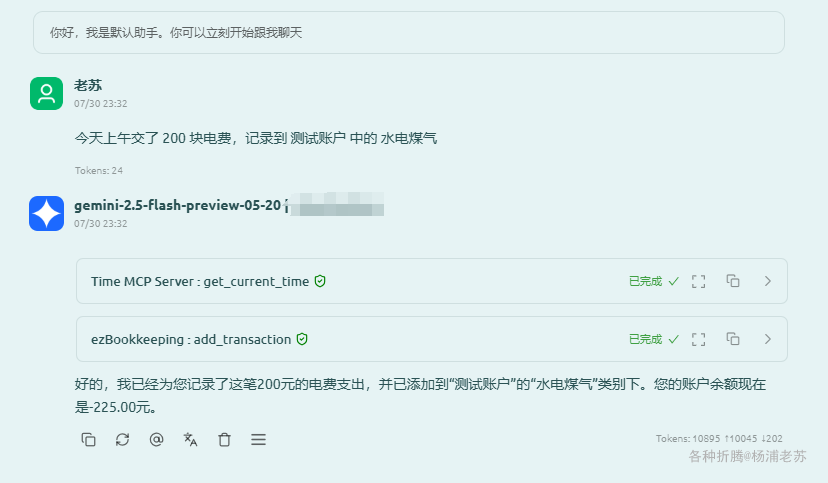 你好，我是默认助手。你可以立刻开始跟我聊天
老苏
07/30 23:32
今天上午交了 200 块电费，记录到 测试账户 中的 水电煤气
Tokens: 24
gemini-2.5-flash-preview-05-20
07/30 23:32
Time MCP Server : get_current_time 已完成
ezBookkeeping : add_transaction 已完成
好的，我已经为您记录了这笔200元的电费支出，并已添加到“测试账户”的“水电煤气”类别下。您的账户余额现在
是-225.00元。
Tokens: 10895 ↑10045 ↓202
各种折腾@杨浦老苏